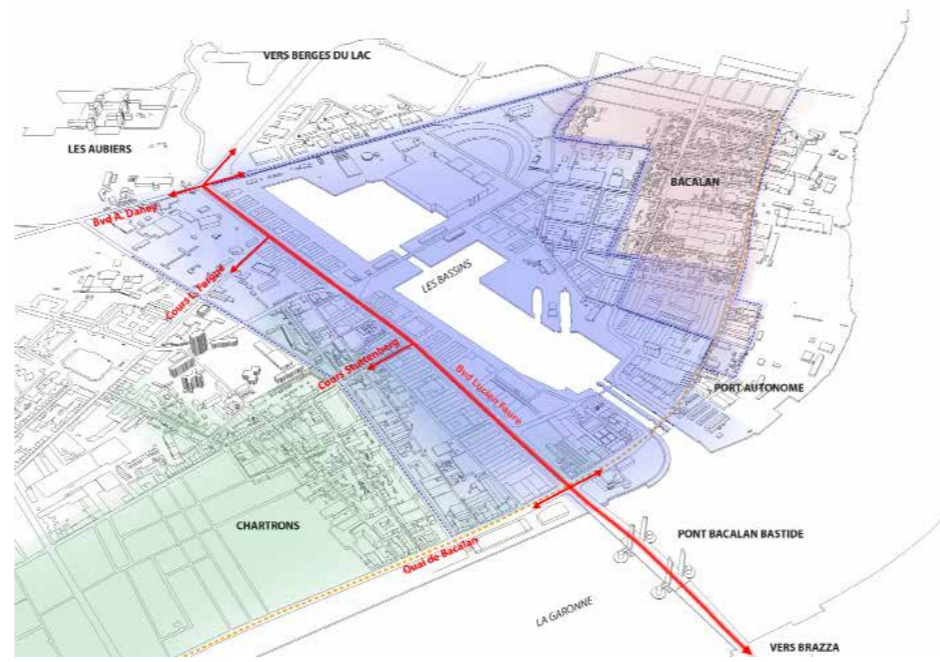 VERS BERGES DU LAC
LES AUBIERS
BACALAN
Bvd A. Daney
LES BASSINS
Cours L. Fargue
Cours Stuttenberg
Bvd Lucien Faure
PORT AUTONOME
CHARTRONS
PONT BACALAN BASTIDE
Quai de Bacalan
LA GARONNE
VERS BRAZZA